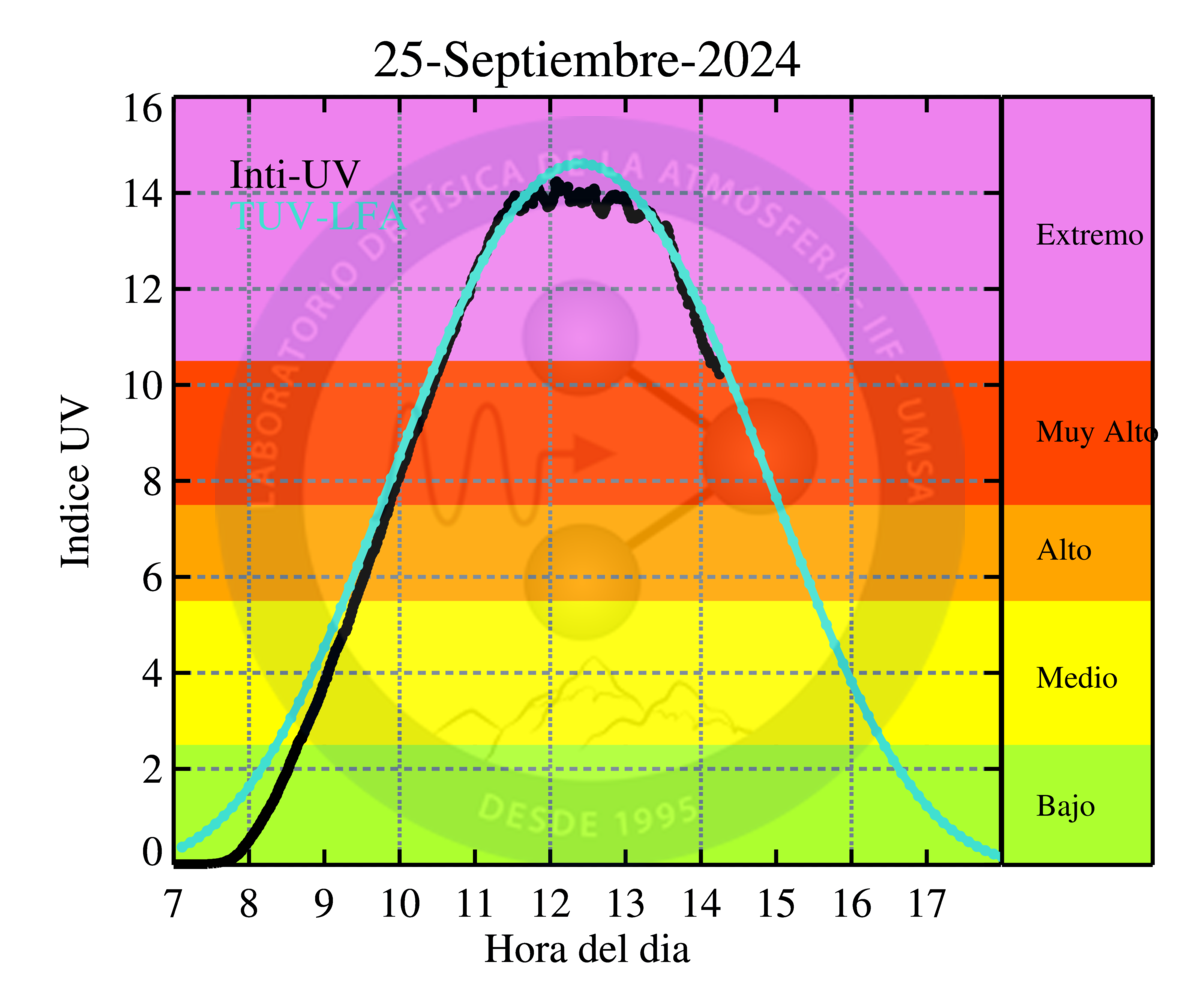 25-Septiembre-2024
Inti-UV
TUV-LFA
LABORATORIO DE FÍSICA DE LA ATMÓSFERA - IIF - UMSA
DESDE 1995
Indice UV
16
14
12
10
8
6
4
2
0
Extremo
Muy Alto
Alto
Medio
Bajo
7 8 9 10 11 12 13 14 15 16 17
Hora del dia